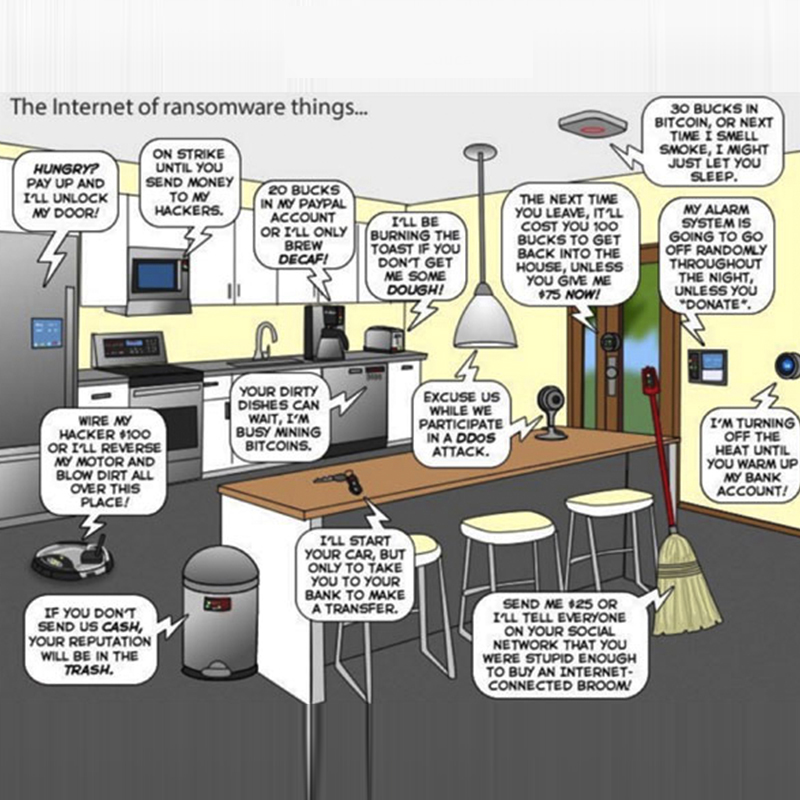 The Internet of ransomware things...
HUNGRY?
PAY UP AND
I'LL UNLOCK
MY DOOR!
ON STRIKE
UNTIL YOU
SEND MONEY
TO MY
HACKERS.
20 BUCKS
IN MY PAYPAL
ACCOUNT
OR I'LL ONLY
BREW
DECAF!
I'LL BE
BURNING THE
TOAST IF YOU
DON'T GET
ME SOME
DOUGH!
THE NEXT TIME
YOU LEAVE, IT'LL
COST YOU 100
BUCKS TO GET
BACK INTO THE
HOUSE, UNLESS
YOU GIVE ME
$75 NOW!
30 BUCKS IN
BITCOIN, OR NEXT
TIME I SMELL
SMOKE, I MIGHT
JUST LET YOU
SLEEP.
MY ALARM
SYSTEM IS
GOING TO GO
OFF RANDOMLY
THROUGHOUT
THE NIGHT,
UNLESS YOU
"DONATE".
WIRE MY
HACKER $100
OR I'LL REVERSE
MY MOTOR AND
BLOW DIRT ALL
OVER THIS
PLACE!
YOUR DIRTY
DISHES CAN
WAIT, I'M
BUSY MINING
BITCOINS.
EXCUSE US
WHILE WE
PARTICIPATE
IN A DDOS
ATTACK.
I'M TURNING
OFF THE
HEAT UNTIL
YOU WARM UP
MY BANK
ACCOUNT!
IF YOU DON'T
SEND US CASH,
YOUR REPUTATION
WILL BE IN THE
TRASH.
I'LL START
YOUR CAR, BUT
ONLY TO TAKE
YOU TO YOUR
BANK TO MAKE
A TRANSFER.
SEND ME $25 OR
I'LL TELL EVERYONE
ON YOUR SOCIAL
NETWORK THAT YOU
WERE STUPID ENOUGH
TO BUY AN INTERNET-
CONNECTED BROOM!